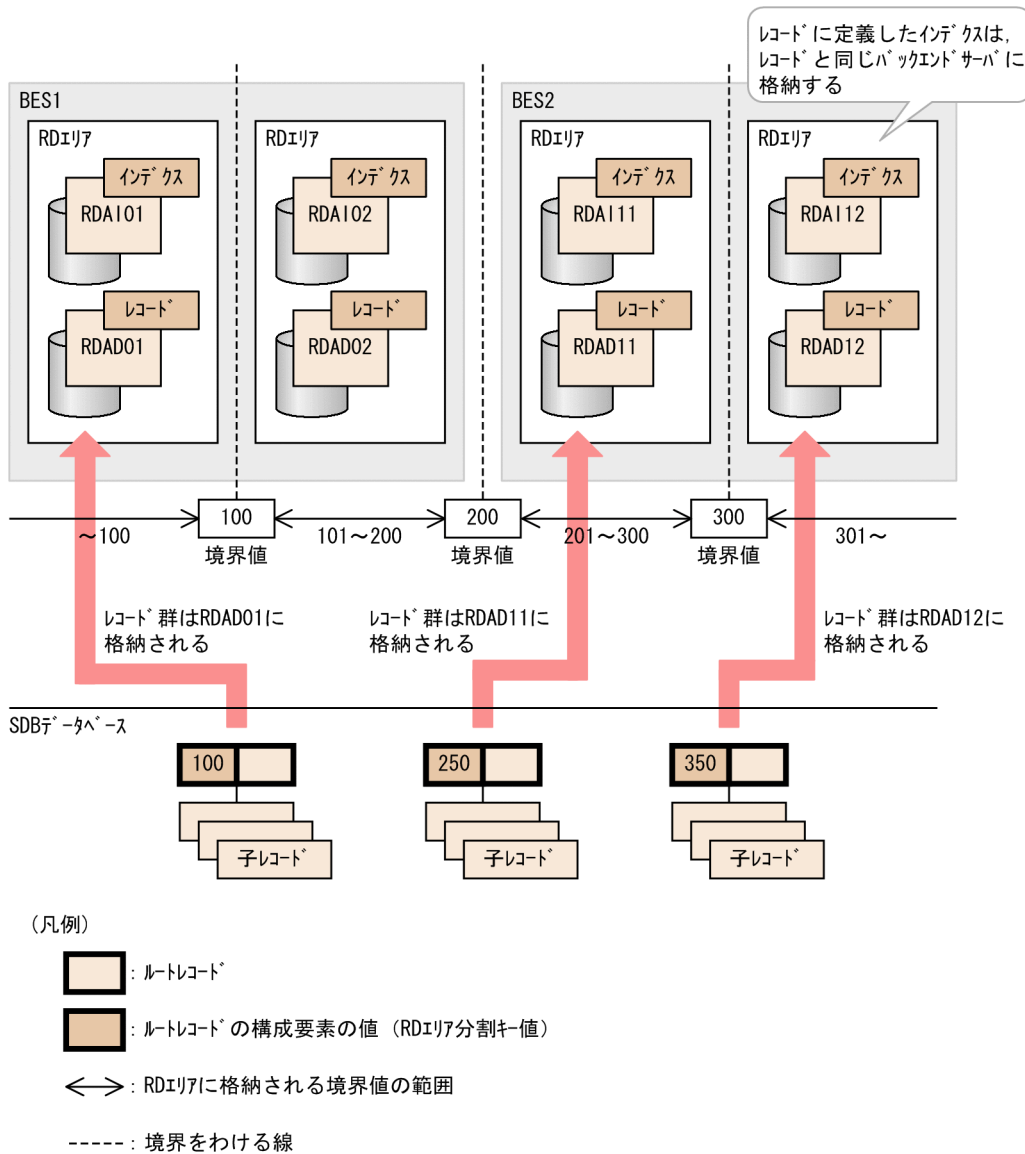 ﾚｺｰﾄﾞに定義したｲﾝﾃﾞｸｽは,
ﾚｺｰﾄﾞと同じﾊﾞｯｸｴﾝﾄﾞｻｰﾊﾞに
格納する
BES1
BES2
RDｴﾘｱ
RDｴﾘｱ
RDｴﾘｱ
RDｴﾘｱ
ｲﾝﾃﾞｸｽ
ｲﾝﾃﾞｸｽ
ｲﾝﾃﾞｸｽ
ｲﾝﾃﾞｸｽ
RDAI01
RDAI02
RDAI11
RDAI12
ﾚｺｰﾄﾞ
ﾚｺｰﾄﾞ
ﾚｺｰﾄﾞ
ﾚｺｰﾄﾞ
RDAD01
RDAD02
RDAD11
RDAD12
100
200
300
～100
101～200
201～300
301～
境界値
境界値
境界値
ﾚｺｰﾄﾞ群はRDAD01に
格納される
ﾚｺｰﾄﾞ群はRDAD11に
格納される
ﾚｺｰﾄﾞ群はRDAD12に
格納される
SDBﾃﾞｰﾀﾍﾞｰｽ
100
250
350
子ﾚｺｰﾄﾞ
子ﾚｺｰﾄﾞ
子ﾚｺｰﾄﾞ
（凡例）
：ﾙｰﾄﾚｺｰﾄﾞ
：ﾙｰﾄﾚｺｰﾄﾞの構成要素の値（RDｴﾘｱ分割ｷｰ値）
：RDｴﾘｱに格納される境界値の範囲
：境界をわける線